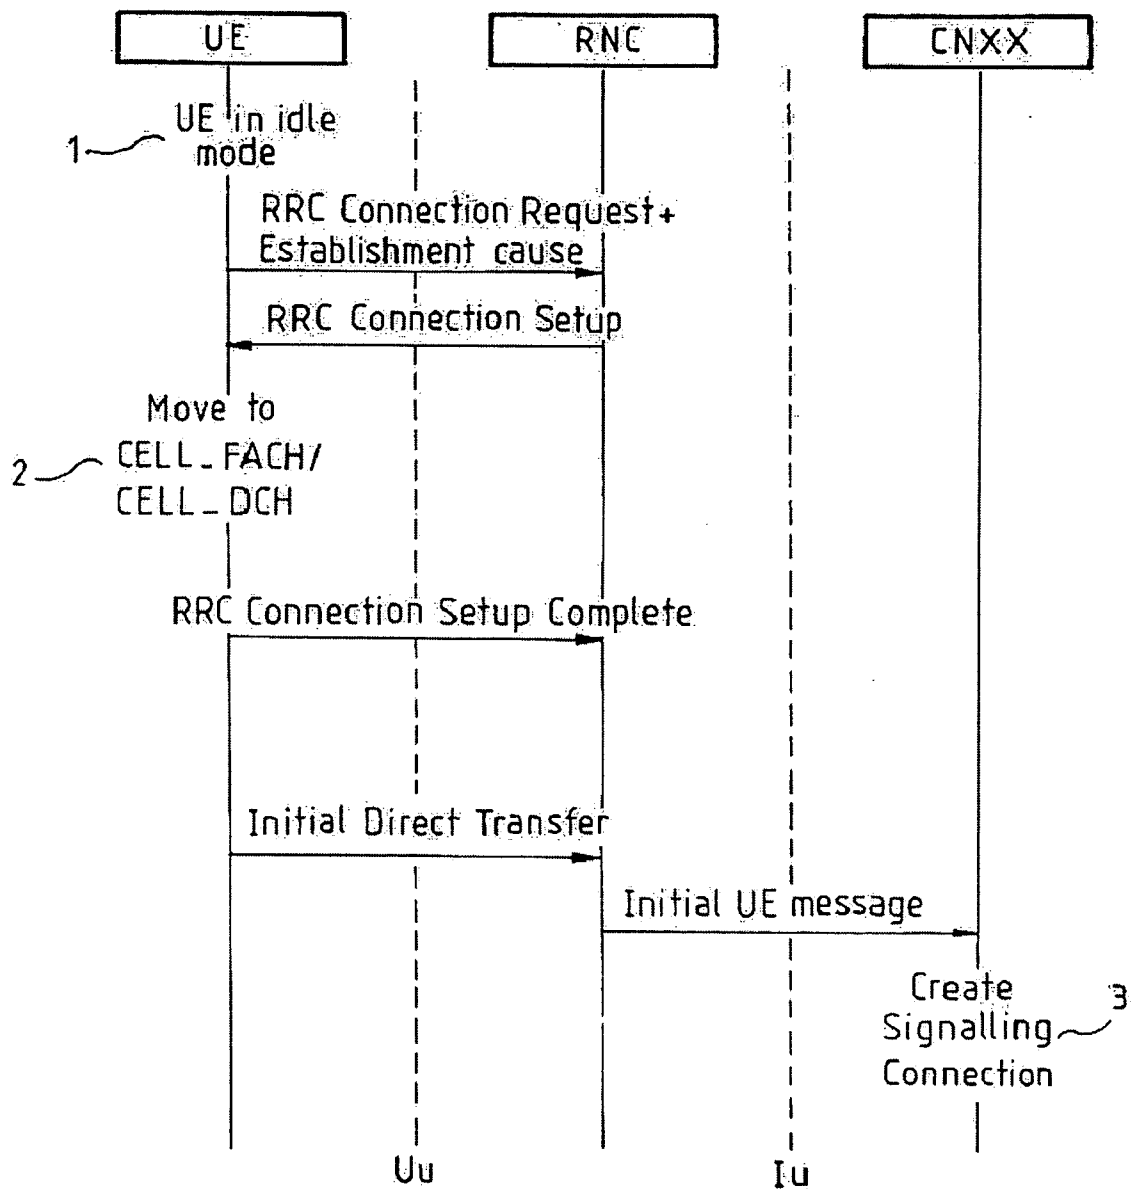 UE
RNC
CNXX
1
UE in idle
mode
RRC Connection Request+
Establishment cause
RRC Connection Setup
Move to
2
CELL_FACH/
CELL_DCH
RRC Connection Setup Complete
Initial Direct Transfer
Initial UE message
Create
3
Signalling
Connection
Uu
Iu